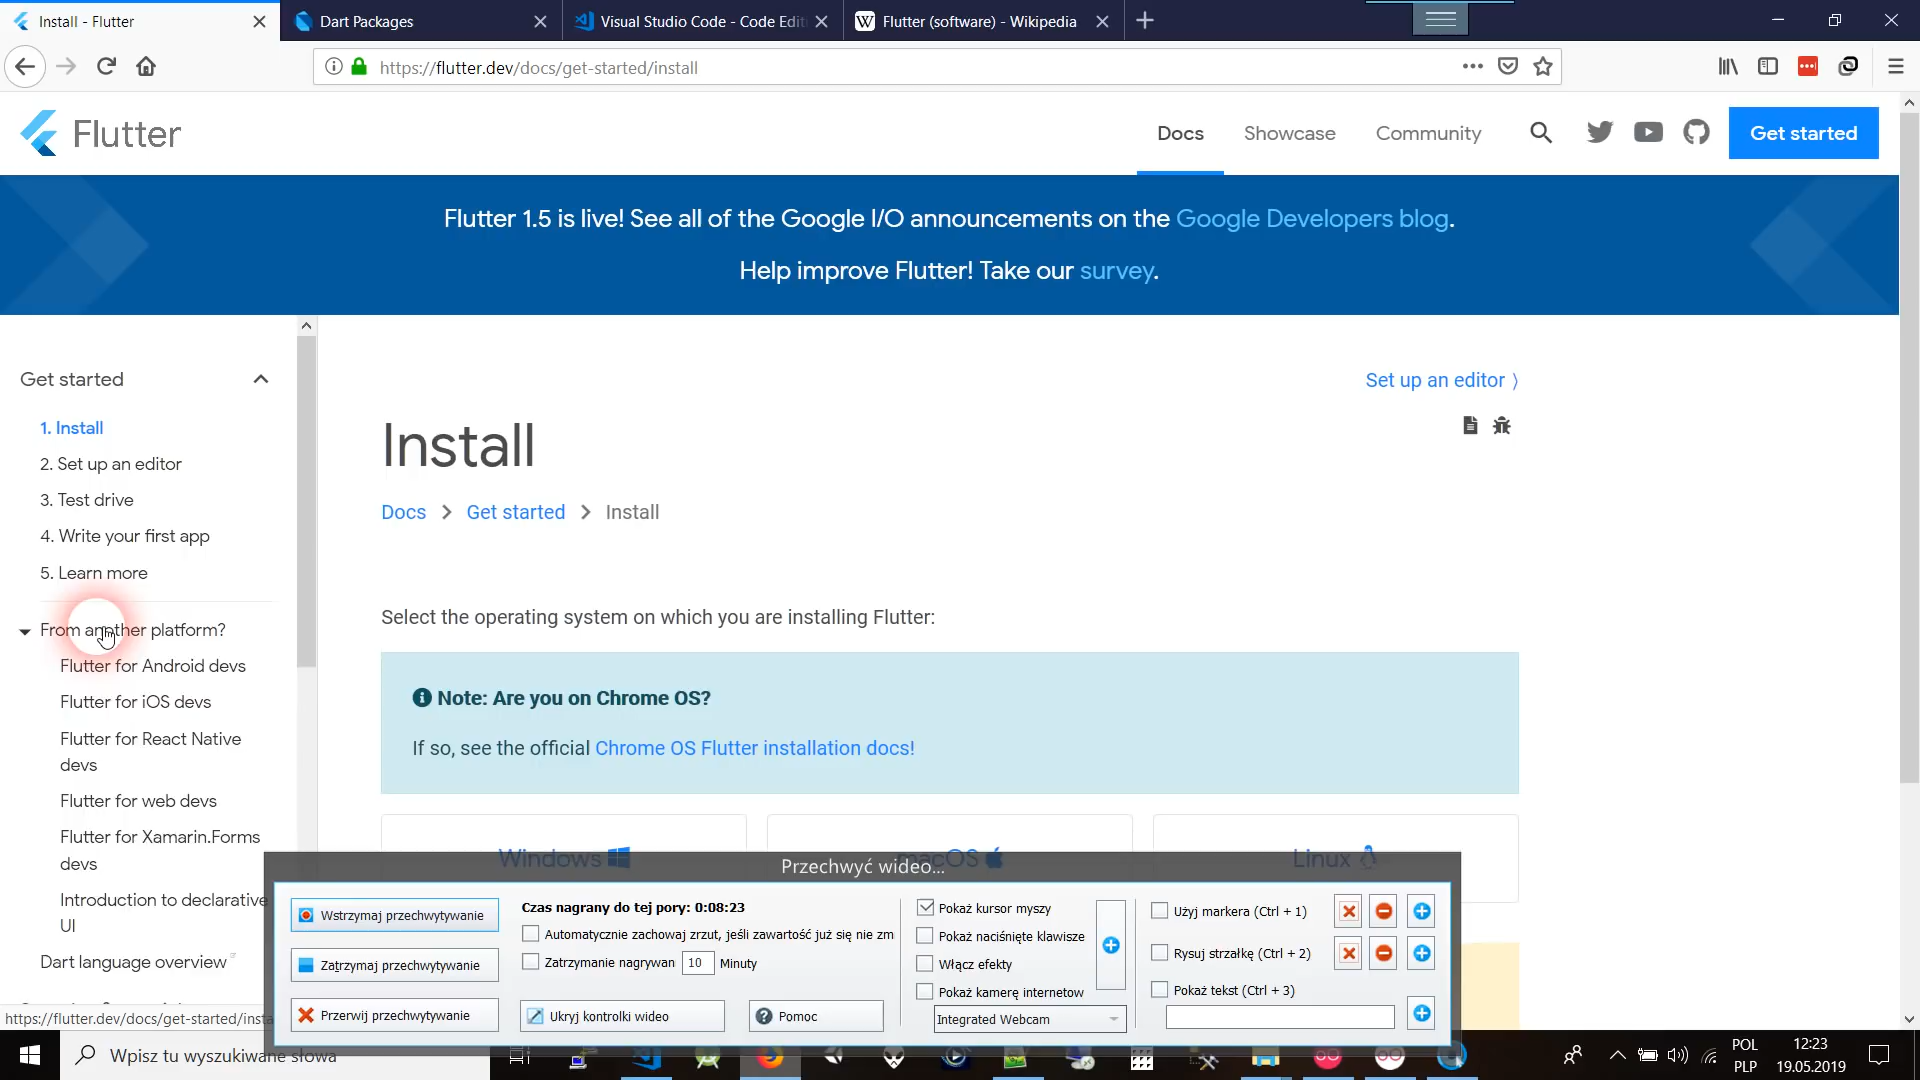 Install - Flutter
Dart Packages
Visual Studio Code - Code Edit
Flutter (software) - Wikipedia
https://flutter.dev/docs/get-started/install
Flutter
Docs
Showcase
Community
Get started
Flutter 1.5 is live! See all of the Google I/O announcements on the Google Developers blog.
Help improve Flutter! Take our survey.
Get started
1. Install
2. Set up an editor
3. Test drive
4. Write your first app
5. Learn more
From another platform?
Flutter for Android devs
Flutter for iOS devs
Flutter for React Native
devs
Flutter for web devs
Flutter for Xamarin.Forms
devs
Introduction to declarative
UI
Dart language overview
https://flutter.dev/docs/get-started/insta
Set up an editor ⟩
Install
Docs > Get started > Install
Select the operating system on which you are installing Flutter:
Note: Are you on Chrome OS?
If so, see the official Chrome OS Flutter installation docs!
Windows
macOS
Linux
Przechwyć wideo...
Wstrzymaj przechwytywanie
Zatrzymaj przechwytywanie
Przerwij przechwytywanie
Czas nagrany do tej pory: 0:08:23
Automatycznie zachowaj zrzut, jeśli zawartość już się nie zm
Zatrzymanie nagrywan 10 Minuty
Ukryj kontrolki wideo
Pomoc
Pokaż kursor myszy
Pokaż naciśnięte klawisze
Włącz efekty
Pokaż kamerę internetow
Integrated Webcam
Użyj markera (Ctrl + 1)
Rysuj strzałkę (Ctrl + 2)
Pokaż tekst (Ctrl + 3)
Wpisz tu wyszukiwane słowa
POL
PLP
12:23
19.05.2019